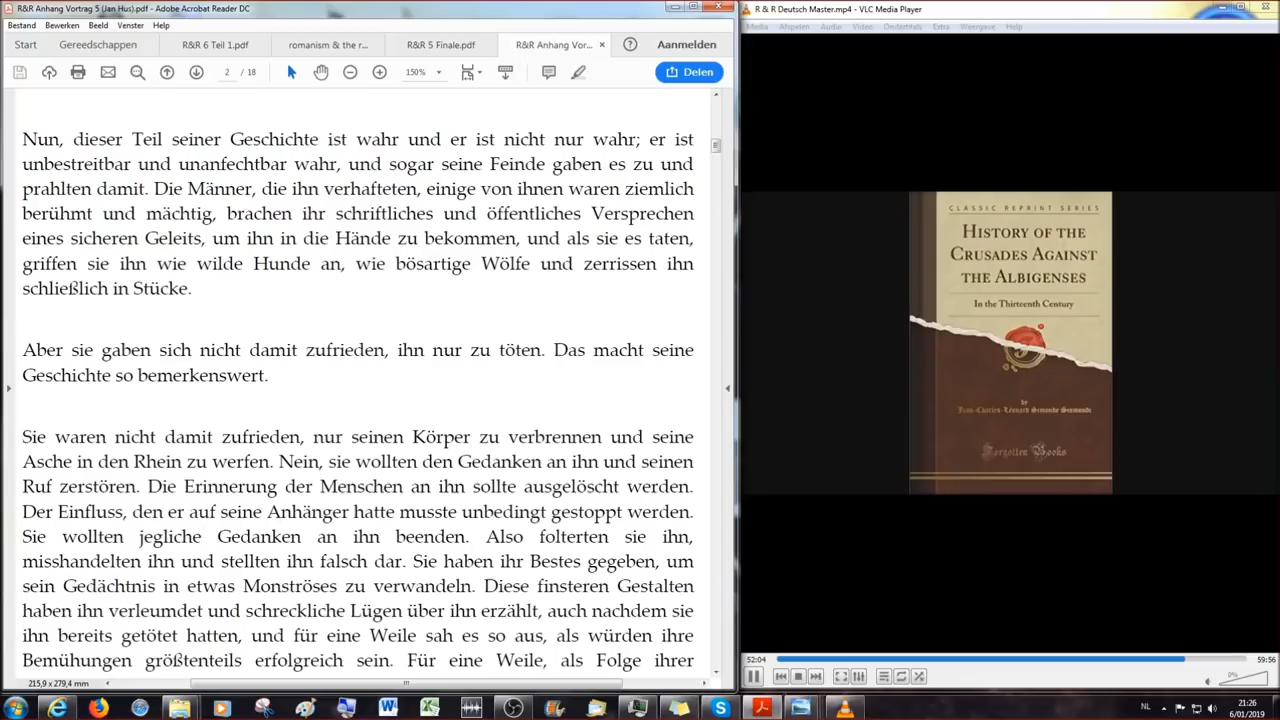 R&R Anhang Vortrag 5 (Jan Hus).pdf - Adobe Acrobat Reader DC
Bestand Bewerken Beeld Venster Help
Start Gereedschappen R&R 6 Teil 1.pdf romanism & the r... R&R 5 Finale.pdf R&R Anhang Vor... × Aanmelden
2 / 18 150% Delen
Nun, dieser Teil seiner Geschichte ist wahr und er ist nicht nur wahr; er ist
unbestreitbar und unanfechtbar wahr, und sogar seine Feinde gaben es zu und
prahlten damit. Die Männer, die ihn verhafteten, einige von ihnen waren ziemlich
berühmt und mächtig, brachen ihr schriftliches und öffentliches Versprechen
eines sicheren Geleits, um ihn in die Hände zu bekommen, und als sie es taten,
griffen sie ihn wie wilde Hunde an, wie bösartige Wölfe und zerrissen ihn
schließlich in Stücke.
Aber sie gaben sich nicht damit zufrieden, ihn nur zu töten. Das macht seine
Geschichte so bemerkenswert.
Sie waren nicht damit zufrieden, nur seinen Körper zu verbrennen und seine
Asche in den Rhein zu werfen. Nein, sie wollten den Gedanken an ihn und seinen
Ruf zerstören. Die Erinnerung der Menschen an ihn sollte ausgelöscht werden.
Der Einfluss, den er auf seine Anhänger hatte musste unbedingt gestoppt werden.
Sie wollten jegliche Gedanken an ihn beenden. Also folterten sie ihn,
misshandelten ihn und stellten ihn falsch dar. Sie haben ihr Bestes gegeben, um
sein Gedächtnis in etwas Monströses zu verwandeln. Diese finsteren Gestalten
haben ihn verleumdet und schreckliche Lügen über ihn erzählt, auch nachdem sie
ihn bereits getötet hatten, und für eine Weile sah es so aus, als würden ihre
Bemühungen größtenteils erfolgreich sein. Für eine Weile, als Folge ihrer
215,9 x 279,4 mm
R & R Deutsch Master.mp4 - VLC Media Player
Media Afspelen Audio Video Ondertitels Extra Weergave Help
CLASSIC REPRINT SERIES
HISTORY OF THE
CRUSADES AGAINST
THE ALBIGENSES
In the Thirteenth Century
by
Jean-Charles-Léonard Simonde Sismondi
Forgotten Books
52:04 59:56
0%
NL 21:26
6/01/2019